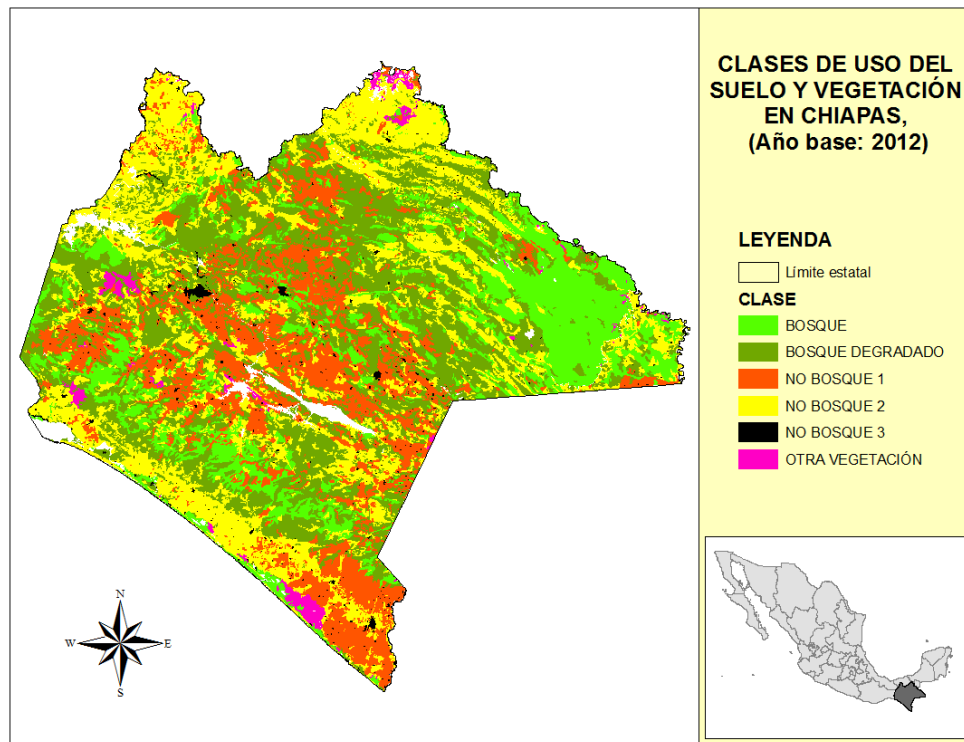 CLASES DE USO DEL
SUELO Y VEGETACIÓN
EN CHIAPAS,
(Año base: 2012)
LEYENDA
Límite estatal
CLASE
BOSQUE
BOSQUE DEGRADADO
NO BOSQUE 1
NO BOSQUE 2
NO BOSQUE 3
OTRA VEGETACIÓN
N
W
E
S